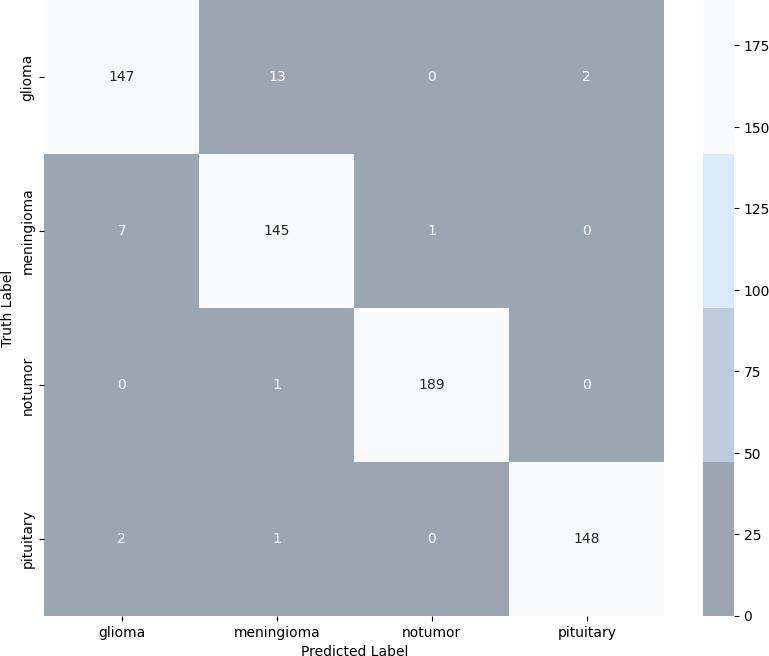 Truth Label
glioma 147 13 0 2
meningioma 7 145 1 0
notumor 0 1 189 0
pituitary 2 1 0 148
glioma meningioma notumor pituitary
Predicted Label
175
150
125
100
75
50
25
0